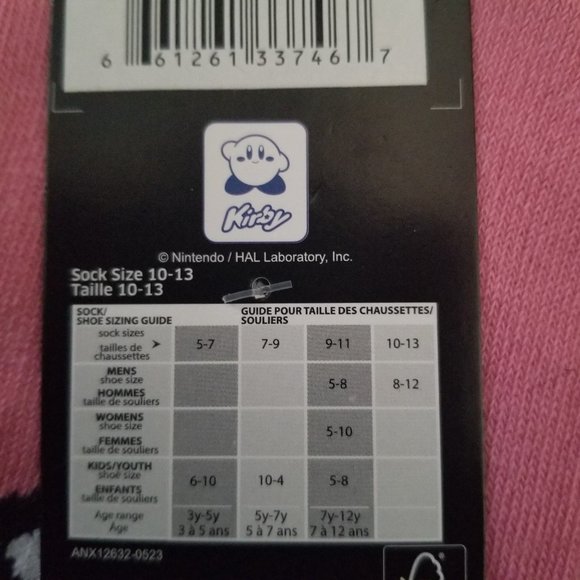 6 61261 33746 7
Kirby
© Nintendo / HAL Laboratory, Inc.
Sock Size 10-13
Taille 10-13
SOCK/ GUIDE POUR TAILLE DES CHAUSSETTES/
SHOE SIZING GUIDE SOULIERS
sock sizes
tailles de chaussettes 5-7 7-9 9-11 10-13
MENS
shoe size
HOMMES
taille de souliers 5-8 8-12
WOMENS
shoe size
FEMMES
taille de souliers 5-10
KIDS/YOUTH
shoe size
ENFANTS
taille de souliers 6-10 10-4 5-8
Age range 3y-5y 5y-7y 7y-12y
Âge 3 à 5 ans 5 à 7 ans 7 à 12 ans
ANX12632-0523